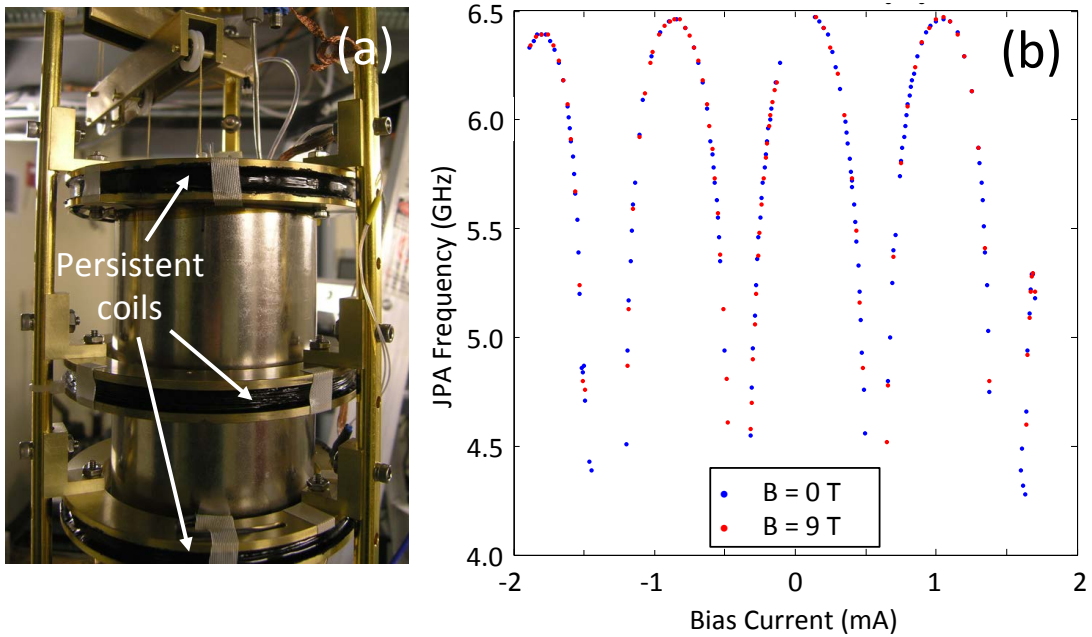 (a)
Persistent
coils
(b)
JPA Frequency (GHz)
6.5
6.0
5.5
5.0
4.5
4.0
B = 0 T
B = 9 T
-2
-1
0
1
2
Bias Current (mA)